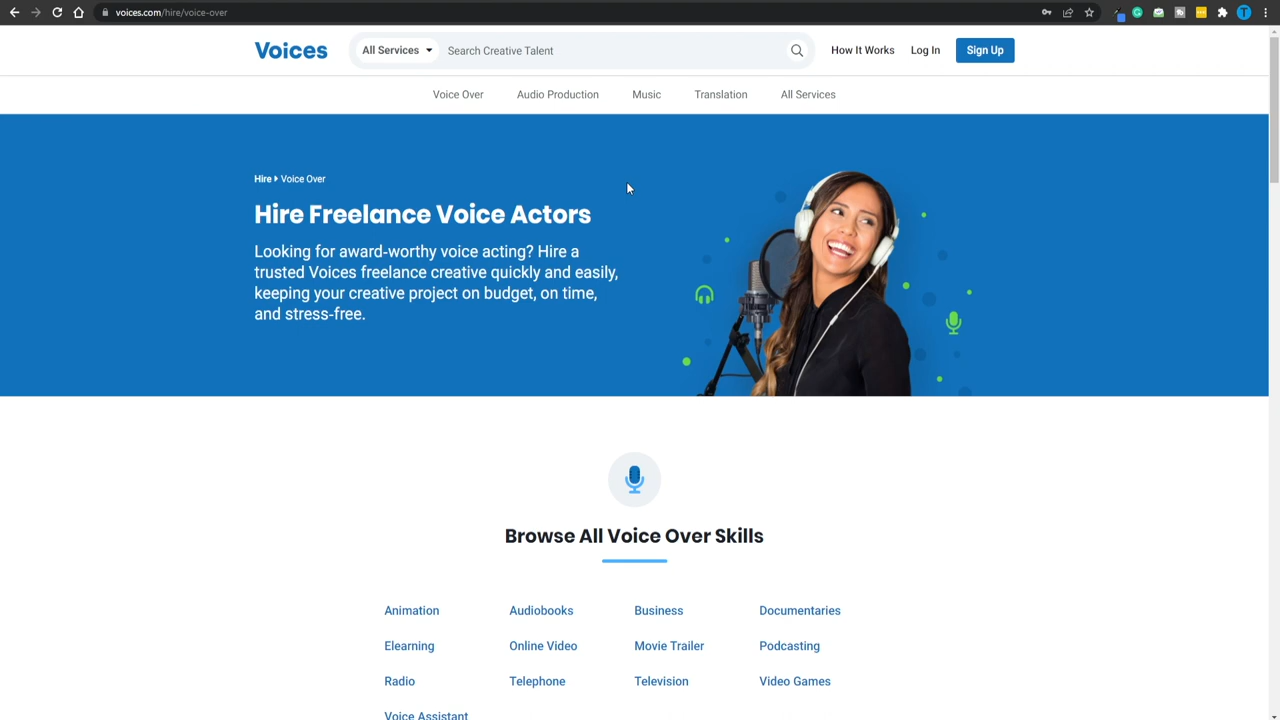 voices.com/hire/voice-over
T
Voices
All Services
Search Creative Talent
How It Works
Log In
Sign Up
Voice Over
Audio Production
Music
Translation
All Services
Hire Voice Over
Hire Freelance Voice Actors
Looking for award-worthy voice acting? Hire a
trusted Voices freelance creative quickly and easily,
keeping your creative project on budget, on time,
and stress-free.
Browse All Voice Over Skills
Animation
Audiobooks
Business
Documentaries
Elearning
Online Video
Movie Trailer
Podcasting
Radio
Telephone
Television
Video Games
Voice Assistant